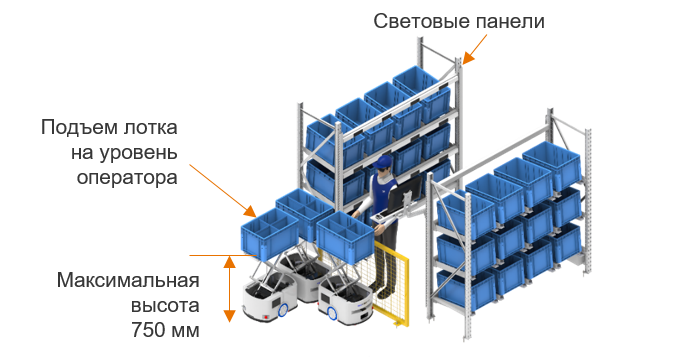 Световые панели
Подъем лотка
на уровень
оператора
Максимальная
высота
750 мм